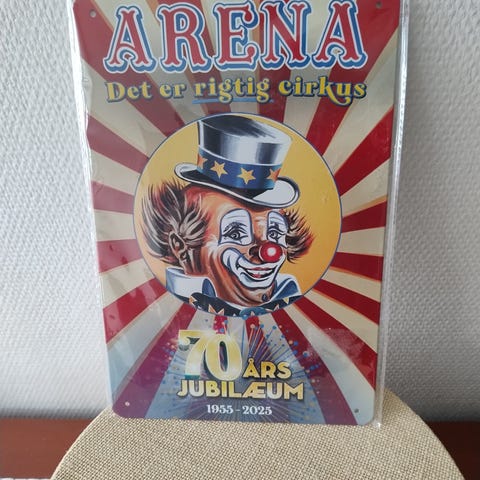 ARENA
Det er rigtig cirkus
70 ÅRS
JUBILÆUM
1955-2025